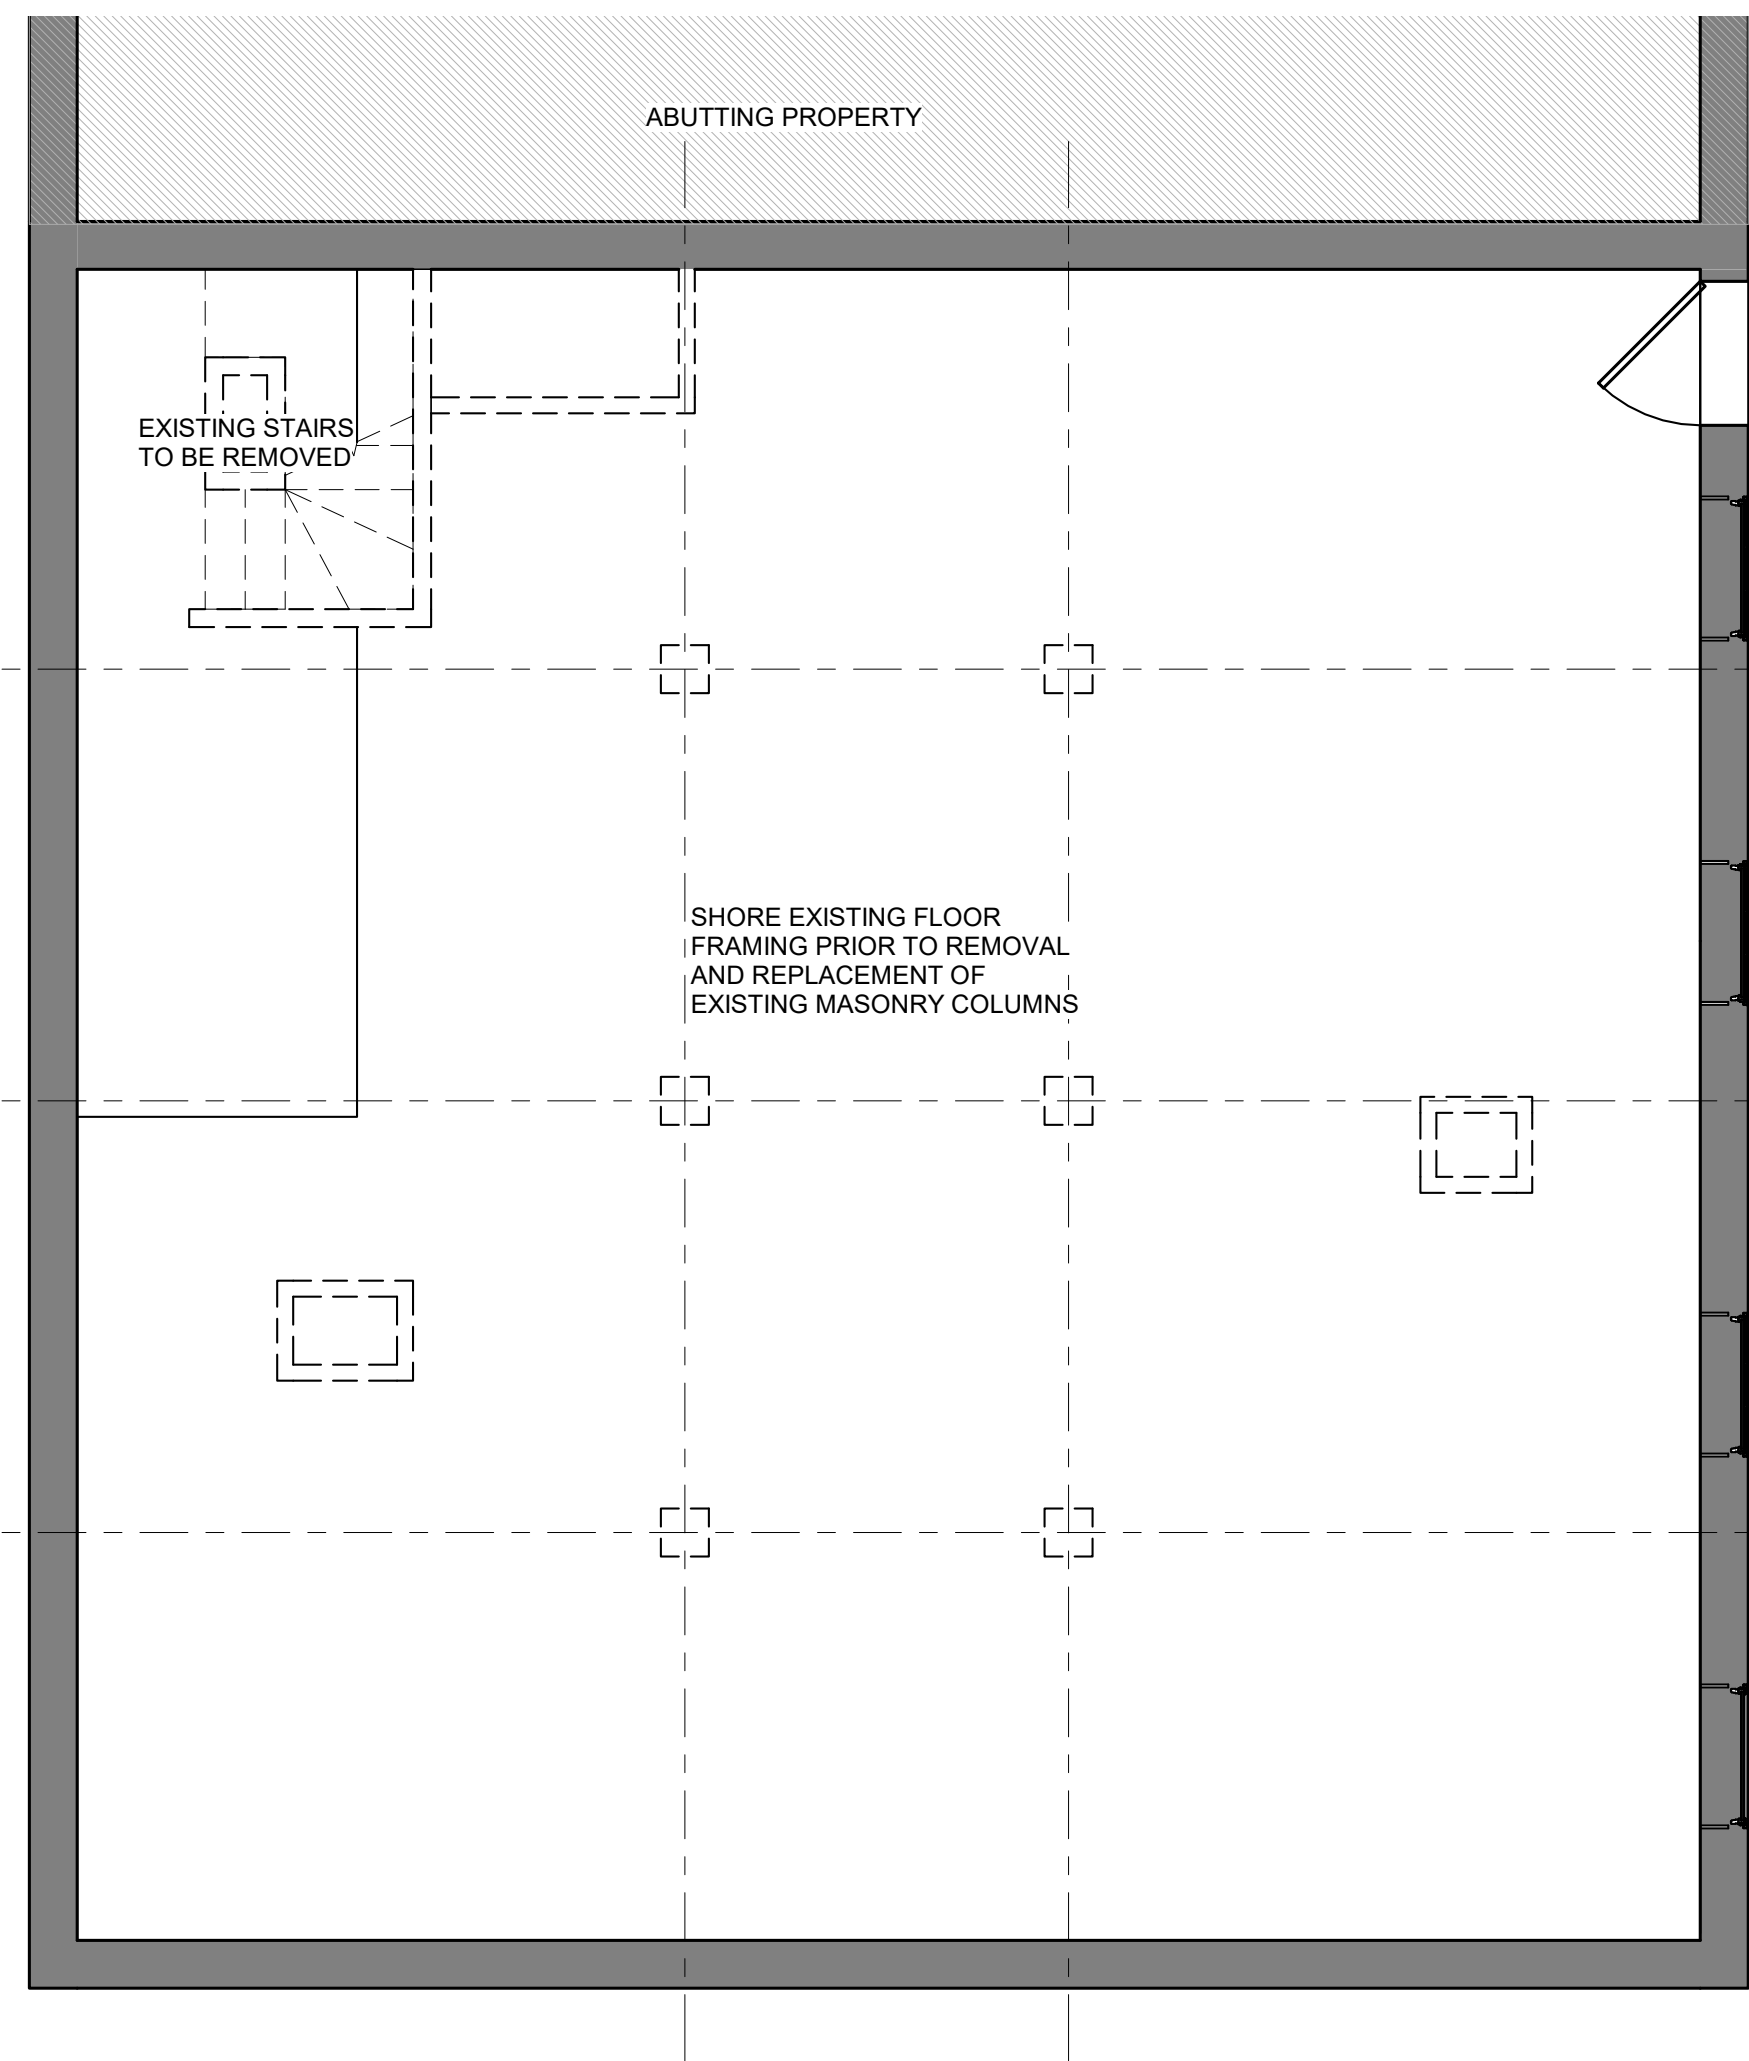 ABUTTING PROPERTY
EXISTING STAIRS
TO BE REMOVED
SHORE EXISTING FLOOR
FRAMING PRIOR TO REMOVAL
AND REPLACEMENT OF
EXISTING MASONRY COLUMNS